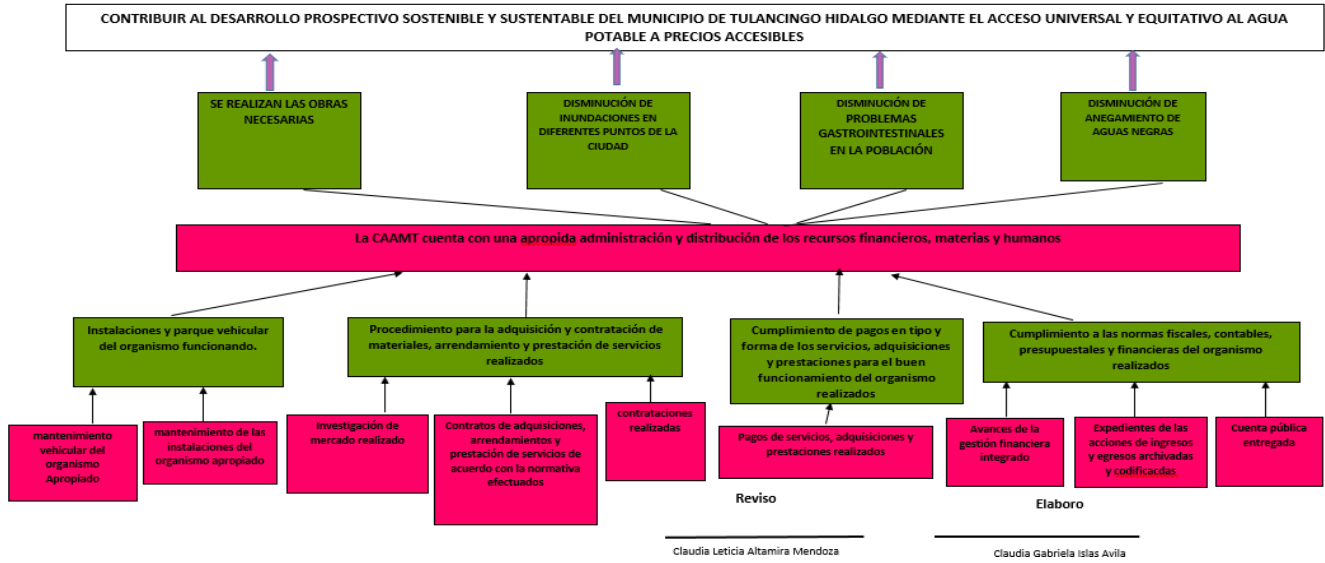 CONTRIBUIR AL DESARROLLO PROSPECTIVO SOSTENIBLE Y SUSTENTABLE DEL MUNICIPIO DE TULANCINGO HIDALGO MEDIANTE EL ACCESO UNIVERSAL Y EQUITATIVO AL AGUA
POTABLE A PRECIOS ACCESIBLES
SE REALIZAN LAS OBRAS
NECESARIAS
DISMINUCIÓN DE
INUNDACIONES EN
DIFERENTES PUNTOS DE LA
CIUDAD
DISMINUCIÓN DE
PROBLEMAS
GASTROINTESTINALES
EN LA POBLACIÓN
DISMINUCIÓN DE
ANEGAMIENTO DE
AGUAS NEGRAS
La CAAMT cuenta con una apropida administración y distribución de los recursos financieros, materias y humanos
Instalaciones y parque vehicular
del organismo funcionando.
Procedimiento para la adquisición y contratación de
materiales, arrendamiento y prestación de servicios
realizados
Cumplimiento de pagos en tipo y
forma de los servicios, adquisiciones
y prestaciones para el buen
funcionamiento del organismo
realizados
Cumplimiento a las normas fiscales, contables,
presupuestales y financieras del organismo
realizados
mantenimiento
vehicular del
organismo
Apropiado
mantenimiento de las
instalaciones del
organismo apropiado
Investigación de
mercado realizado
Contratos de adquisiciones,
arrendamientos y
prestación de servicios de
acuerdo con la normativa
efectuados
contrataciones
realizadas
Pagos de servicios, adquisiciones y
prestaciones realizados
Avances de la
gestión financiera
integrado
Expedientes de las
acciones de ingresos
y egresos archivadas
y codificacdas
Cuenta pública
entregada
Reviso
Elaboro
Claudia Leticia Altamira Mendoza
Claudia Gabriela Islas Avila